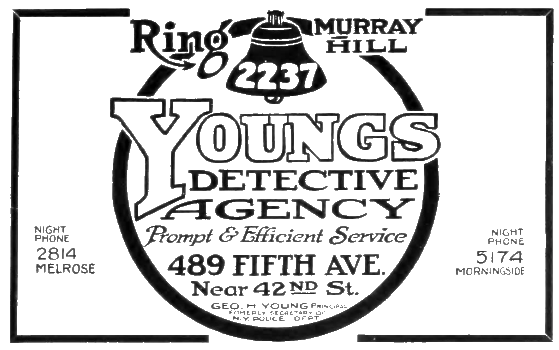 Ring MURRAY HILL
2237
YOUNGS
DETECTIVE
AGENCY
Prompt & Efficient Service
489 FIFTH AVE.
Near 42ND St.
GEO. H YOUNG PRINCIPAL
FOMERLY SECRETARY OF
N.Y. POLICE DEPT
NIGHT
PHONE
2814
MELROSE
NIGHT
PHONE
5174
MORNINGSIDE